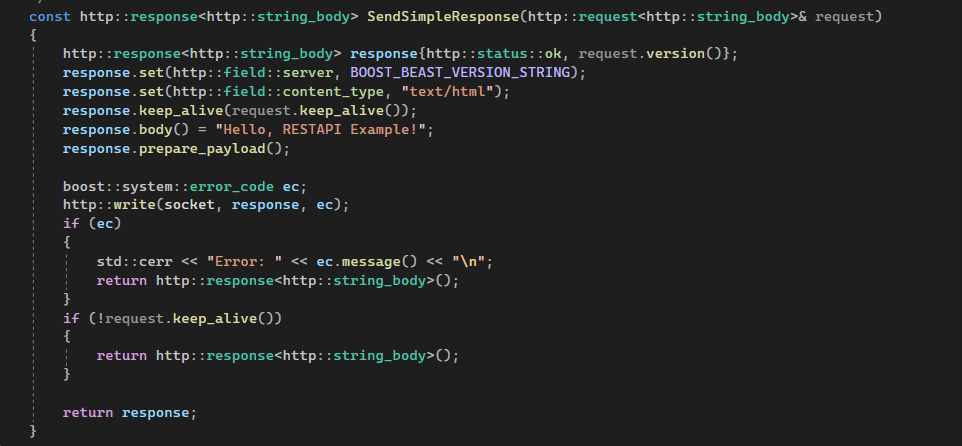 const http::response<http::string_body> SendSimpleResponse(http::request<http::string_body>& request)
{
    http::response<http::string_body> response{http::status::ok, request.version()};
    response.set(http::field::server, BOOST_BEAST_VERSION_STRING);
    response.set(http::field::content_type, "text/html");
    response.keep_alive(request.keep_alive());
    response.body() = "Hello, RESTAPI Example!";
    response.prepare_payload();

    boost::system::error_code ec;
    http::write(socket, response, ec);
    if (ec)
    {
        std::cerr << "Error: " << ec.message() << "\n";
        return http::response<http::string_body>();
    }
    if (!request.keep_alive())
    {
        return http::response<http::string_body>();
    }

    return response;
}